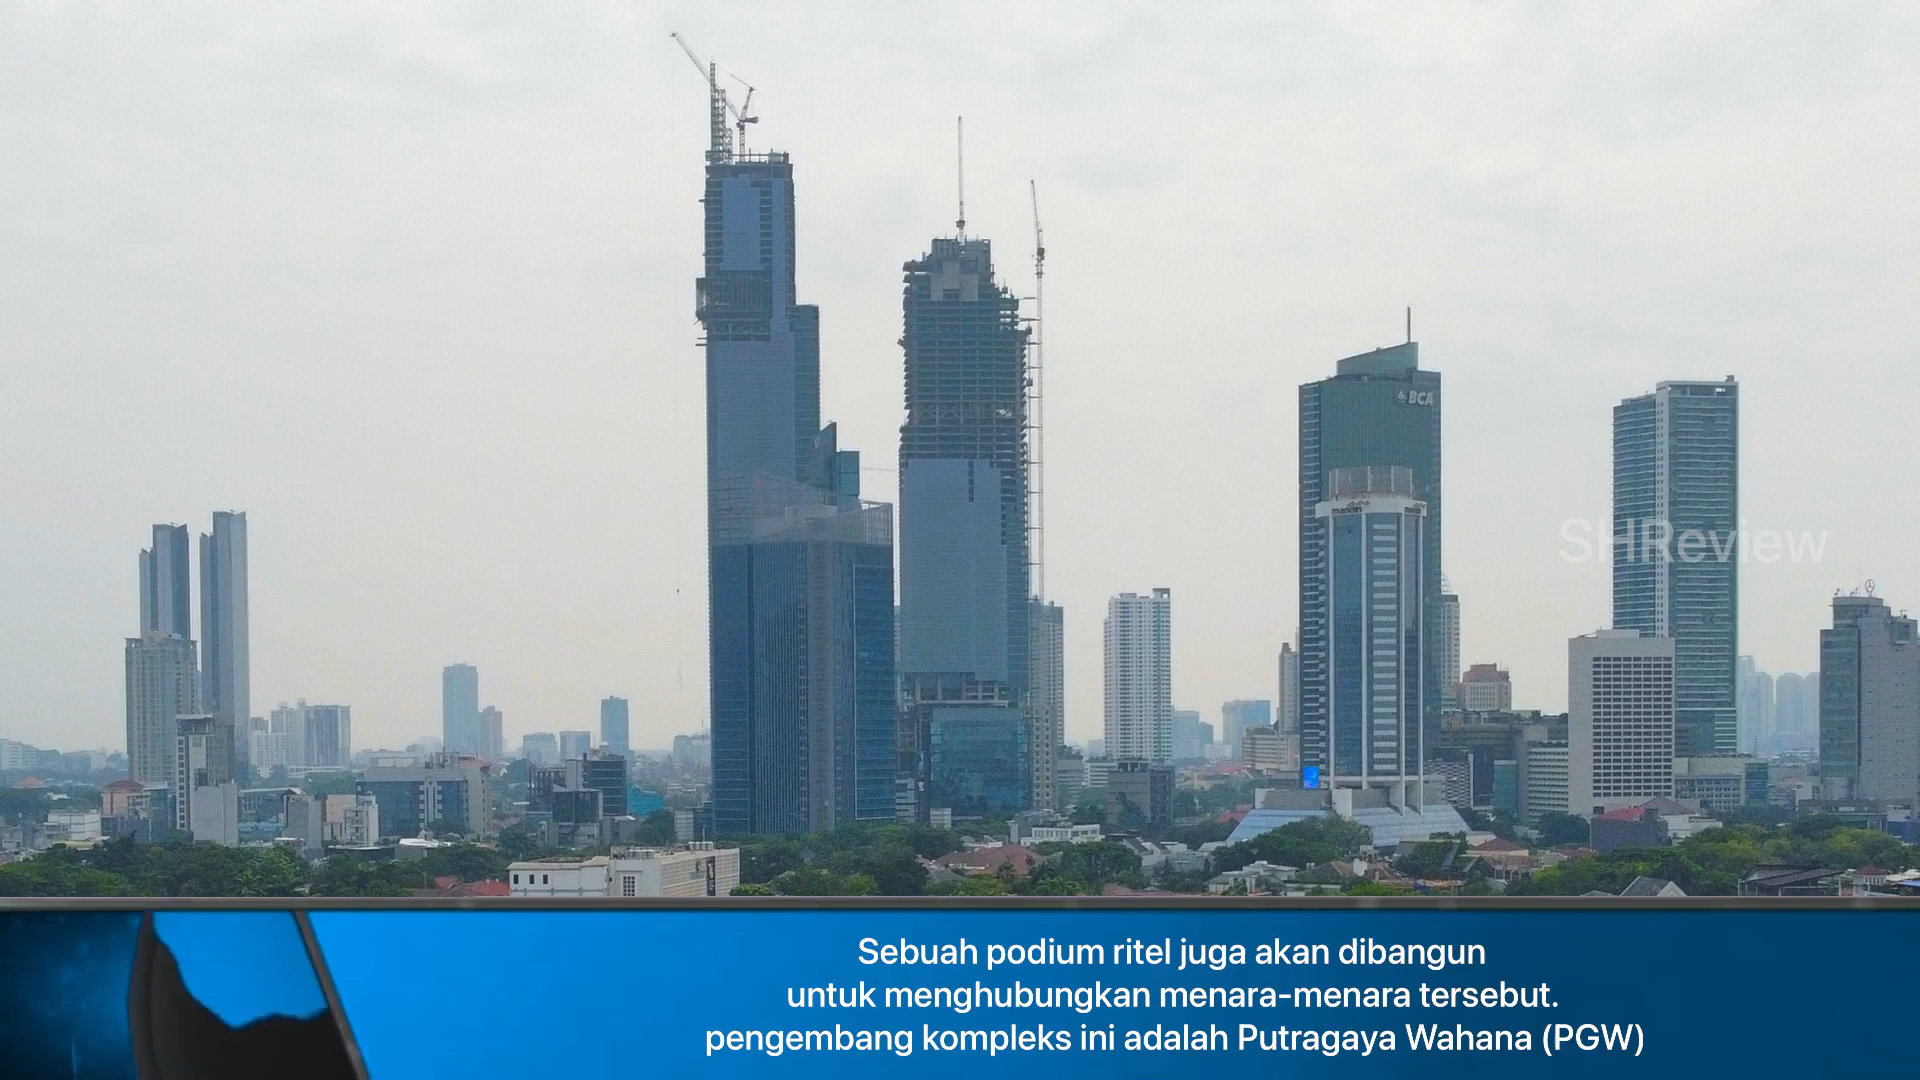 BCA
mandiri
SHReview
Sebuah podium ritel juga akan dibangun
untuk menghubungkan menara-menara tersebut.
pengembang kompleks ini adalah Putragaya Wahana (PGW)